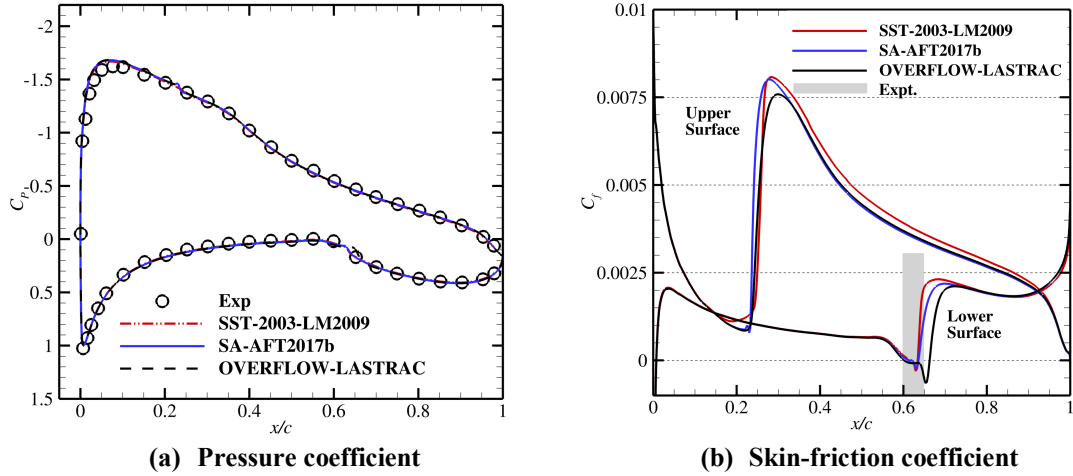 -2
-1.5
-1
-0.5
0
0.5
1
1.5
C_P
0 0.2 0.4 0.6 0.8 1
x/c
Exp
SST-2003-LM2009
SA-AFT2017b
OVERFLOW-LASTRAC
(a) Pressure coefficient
0.01
0.0075
0.005
0.0025
0
C_f
0 0.2 0.4 0.6 0.8 1
x/c
SST-2003-LM2009
SA-AFT2017b
OVERFLOW-LASTRAC
Expt.
Upper
Surface
Lower
Surface
(b) Skin-friction coefficient